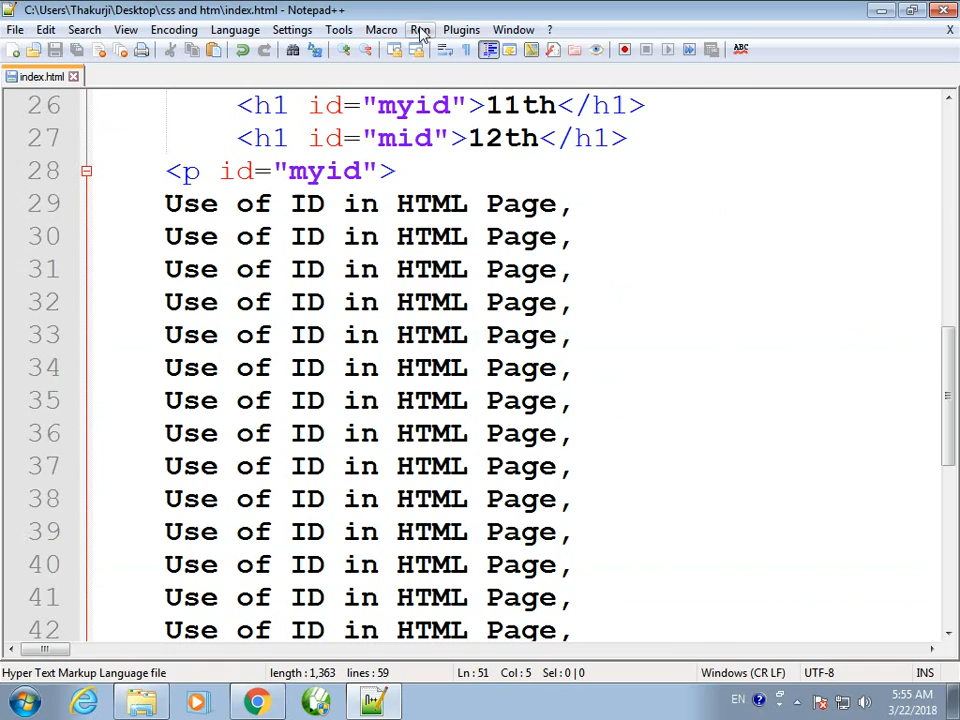 C:\Users\Thakurji\Desktop\css and htm\index.html - Notepad++
File Edit Search View Encoding Language Settings Tools Macro Run Plugins Window ? X
ABC
index.html
26 <h1 id="myid">11th</h1>
27 <h1 id="mid">12th</h1>
28 <p id="myid">
29 Use of ID in HTML Page,
30 Use of ID in HTML Page,
31 Use of ID in HTML Page,
32 Use of ID in HTML Page,
33 Use of ID in HTML Page,
34 Use of ID in HTML Page,
35 Use of ID in HTML Page,
36 Use of ID in HTML Page,
37 Use of ID in HTML Page,
38 Use of ID in HTML Page,
39 Use of ID in HTML Page,
40 Use of ID in HTML Page,
41 Use of ID in HTML Page,
42 Use of ID in HTML Page,
Hyper Text Markup Language file length : 1,363 lines : 59 Ln : 51 Col : 5 Sel : 0 | 0 Windows (CR LF) UTF-8 INS
EN 5:55 AM
3/22/2018